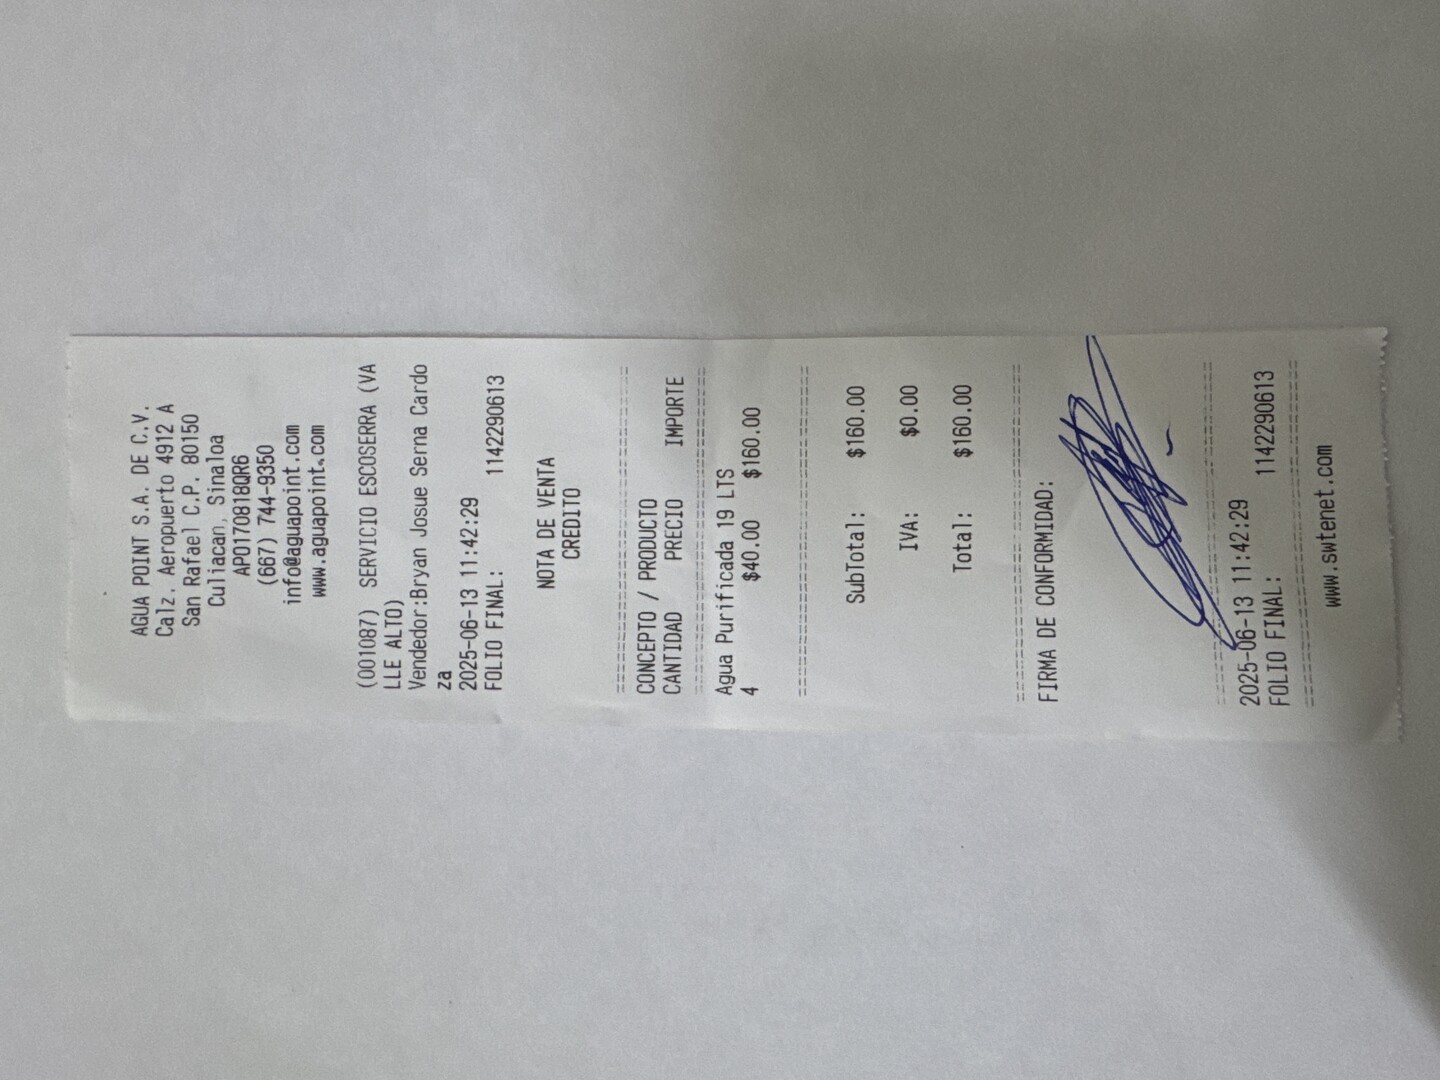 AGUA POINT S.A. DE C.V.
Calz. Aeropuerto 4912 A
San Rafael C.P. 80150
Culiacan, Sinaloa
APO170818QR6
(667) 744-9350
info@aguapoint.com
www.aguapoint.com
(001087) SERVICIO ESCOSERRA (VA
LLE ALTO)
Vendedor:Bryan Josue Serna Cardo
za
2025-06-13 11:42:29
FOLIO FINAL: 1142290613
NOTA DE VENTA
CREDITO
================================
CONCEPTO / PRODUCTO
CANTIDAD PRECIO IMPORTE
================================
Agua Purificada 19 LTS
4 $40.00 $160.00
================================
SubTotal: $160.00
IVA: $0.00
Total: $160.00
================================
FIRMA DE CONFORMIDAD:
================================
2025-06-13 11:42:29
FOLIO FINAL: 1142290613
================================
www.swtenet.com